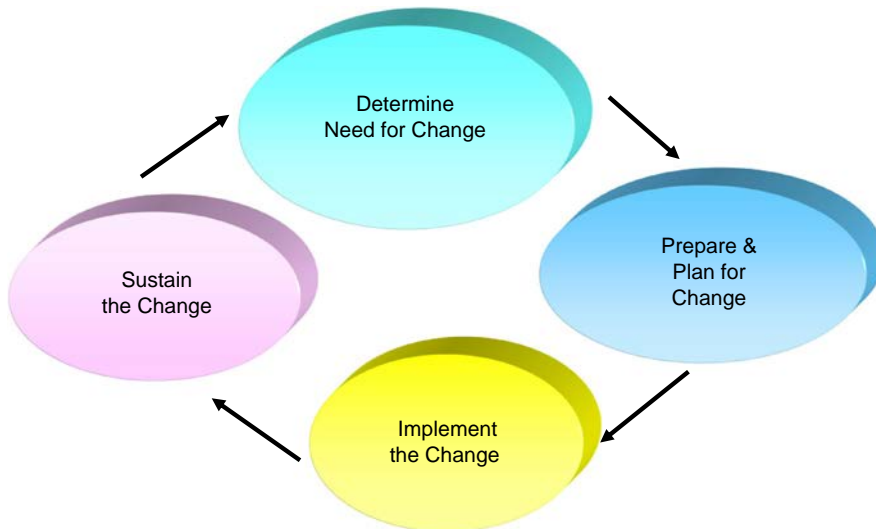 Determine
Need for Change
Prepare &
Plan for
Change
Implement
the Change
Sustain
the Change